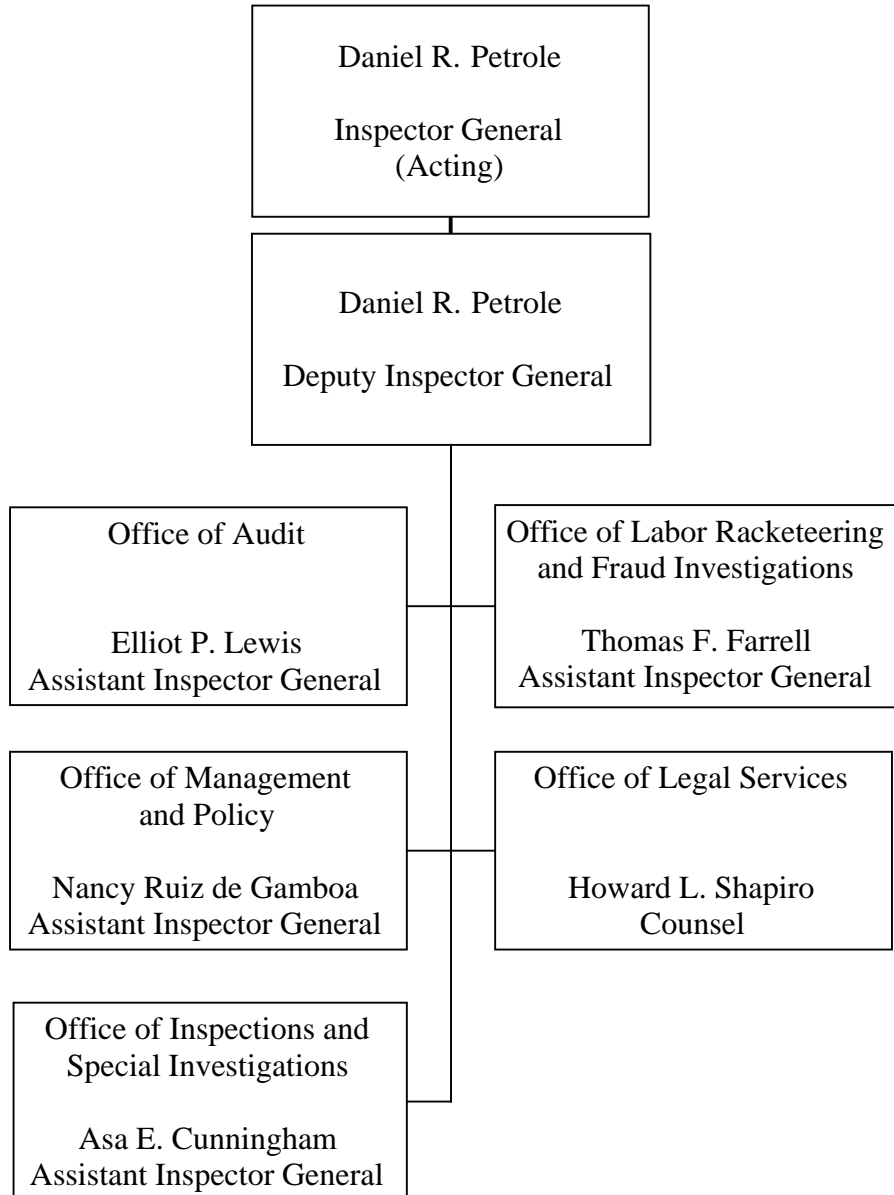 Daniel R. Petrole
Inspector General
(Acting)
Daniel R. Petrole
Deputy Inspector General
Office of Audit
Elliot P. Lewis
Assistant Inspector General
Office of Labor Racketeering
and Fraud Investigations
Thomas F. Farrell
Assistant Inspector General
Office of Management
and Policy
Nancy Ruiz de Gamboa
Assistant Inspector General
Office of Legal Services
Howard L. Shapiro
Counsel
Office of Inspections and
Special Investigations
Asa E. Cunningham
Assistant Inspector General